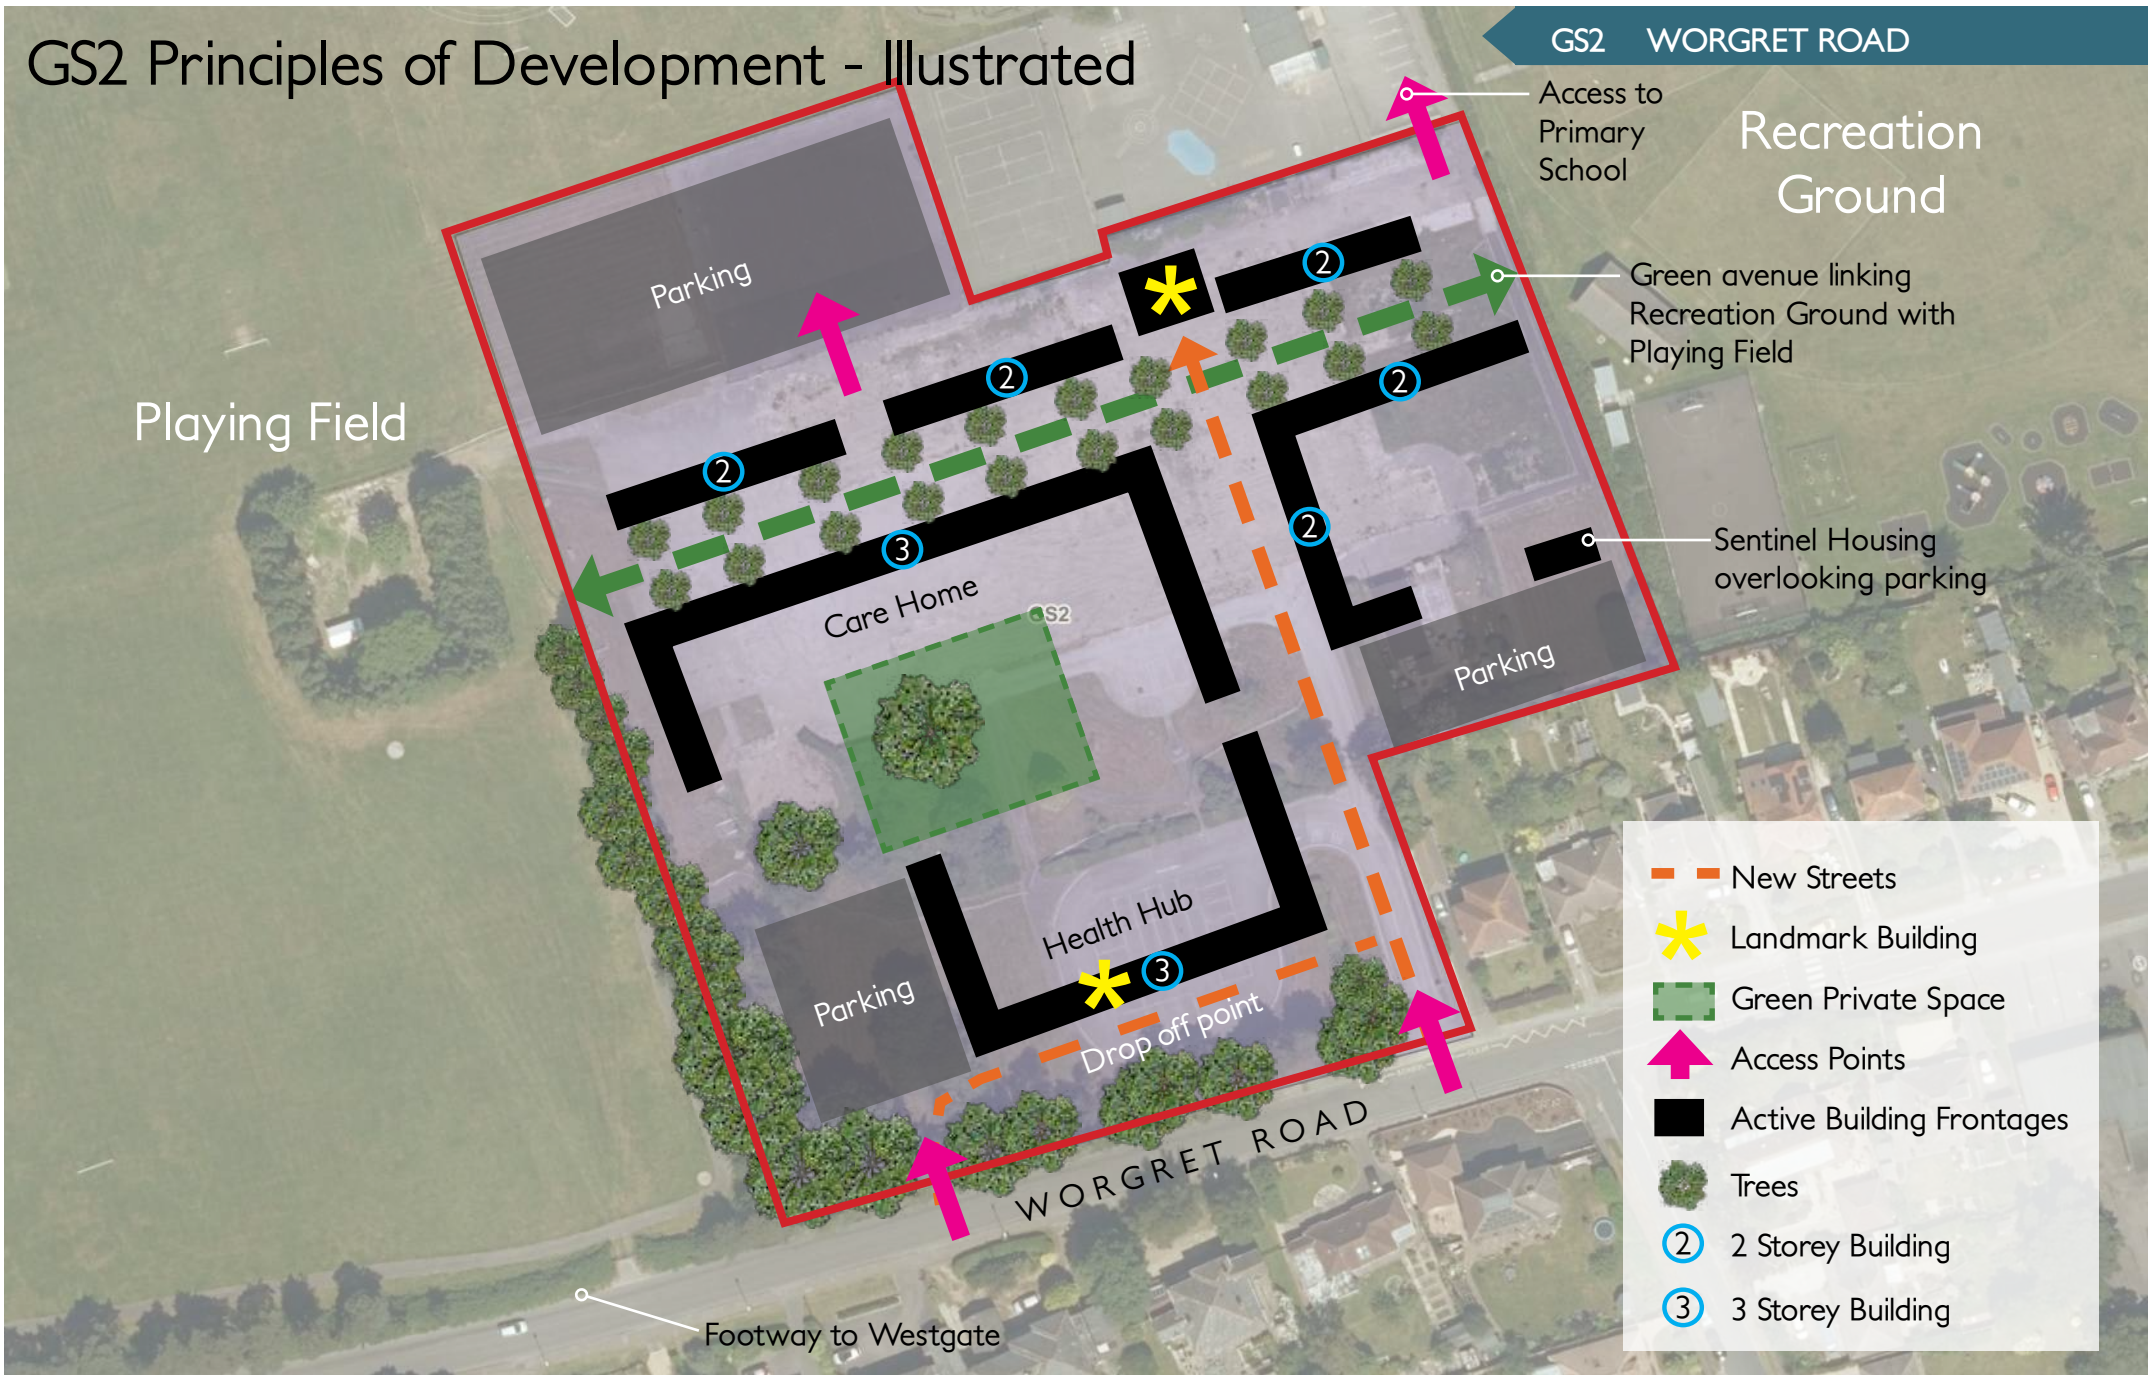 GS2 Principles of Development - Illustrated
GS2 WORGRET ROAD
Access to
Primary
School
Recreation
Ground
Green avenue linking
Recreation Ground with
Playing Field
Parking
2
2
2
2
Playing Field
2
3
Care Home
GS2
Sentinel Housing
overlooking parking
Parking
Health Hub
3
Parking
Drop off point
WORGRET ROAD
Footway to Westgate
New Streets
Landmark Building
Green Private Space
Access Points
Active Building Frontages
Trees
2 2 Storey Building
3 3 Storey Building